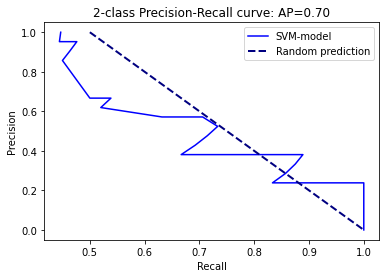 2-class Precision-Recall curve: AP=0.70
SVM-model
Random prediction
Precision
1.0
0.8
0.6
0.4
0.2
0.0
0.5 0.6 0.7 0.8 0.9 1.0
Recall